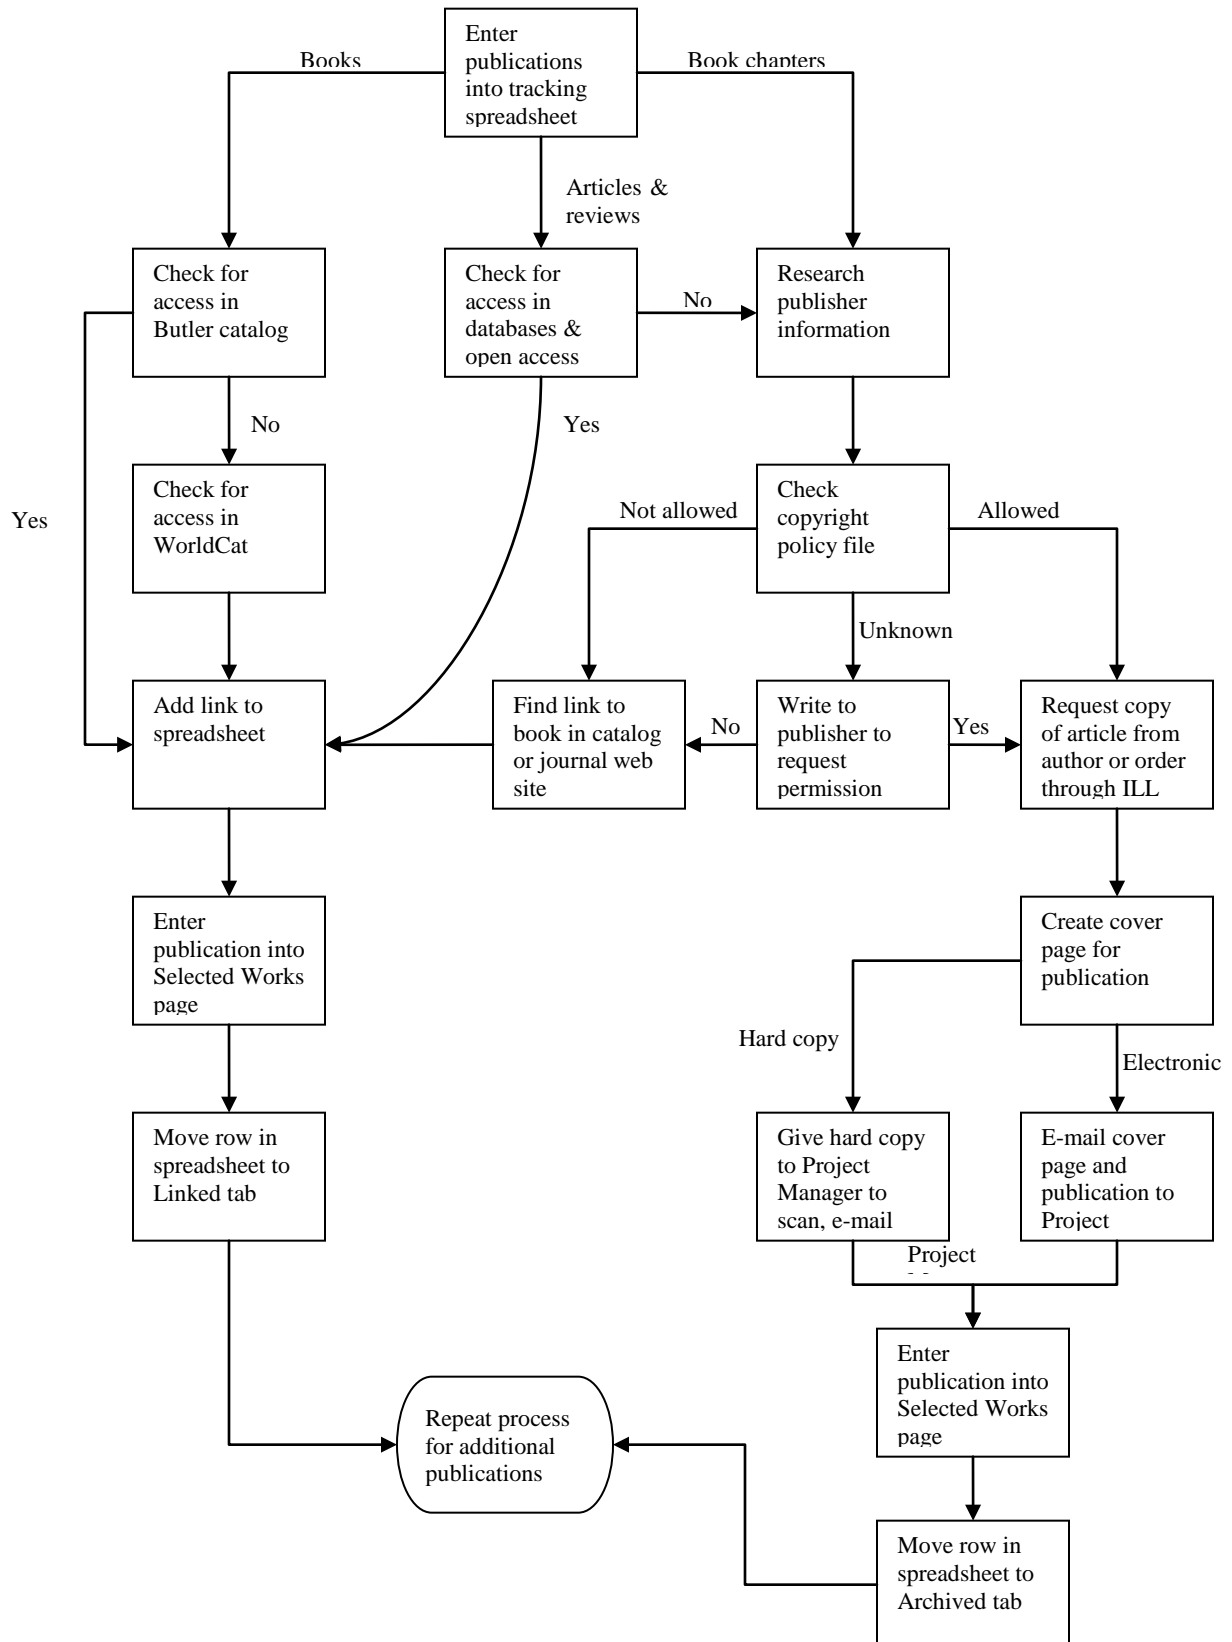 Enter
publications
into tracking
spreadsheet
Books
Book chapters
Articles &
reviews
Check for
access in
Butler catalog
Check for
access in
databases &
open access
No
Research
publisher
information
No
Yes
Yes
Check for
access in
WorldCat
Not allowed
Check
copyright
policy file
Allowed
Unknown
Add link to
spreadsheet
Find link to
book in catalog
or journal web
site
No
Write to
publisher to
request
permission
Yes
Request copy
of article from
author or order
through ILL
Enter
publication into
Selected Works
page
Create cover
page for
publication
Hard copy
Electronic
Move row in
spreadsheet to
Linked tab
Give hard copy
to Project
Manager to
scan, e-mail
E-mail cover
page and
publication to
Project
Project
Enter
publication into
Selected Works
page
Repeat process
for additional
publications
Move row in
spreadsheet to
Archived tab